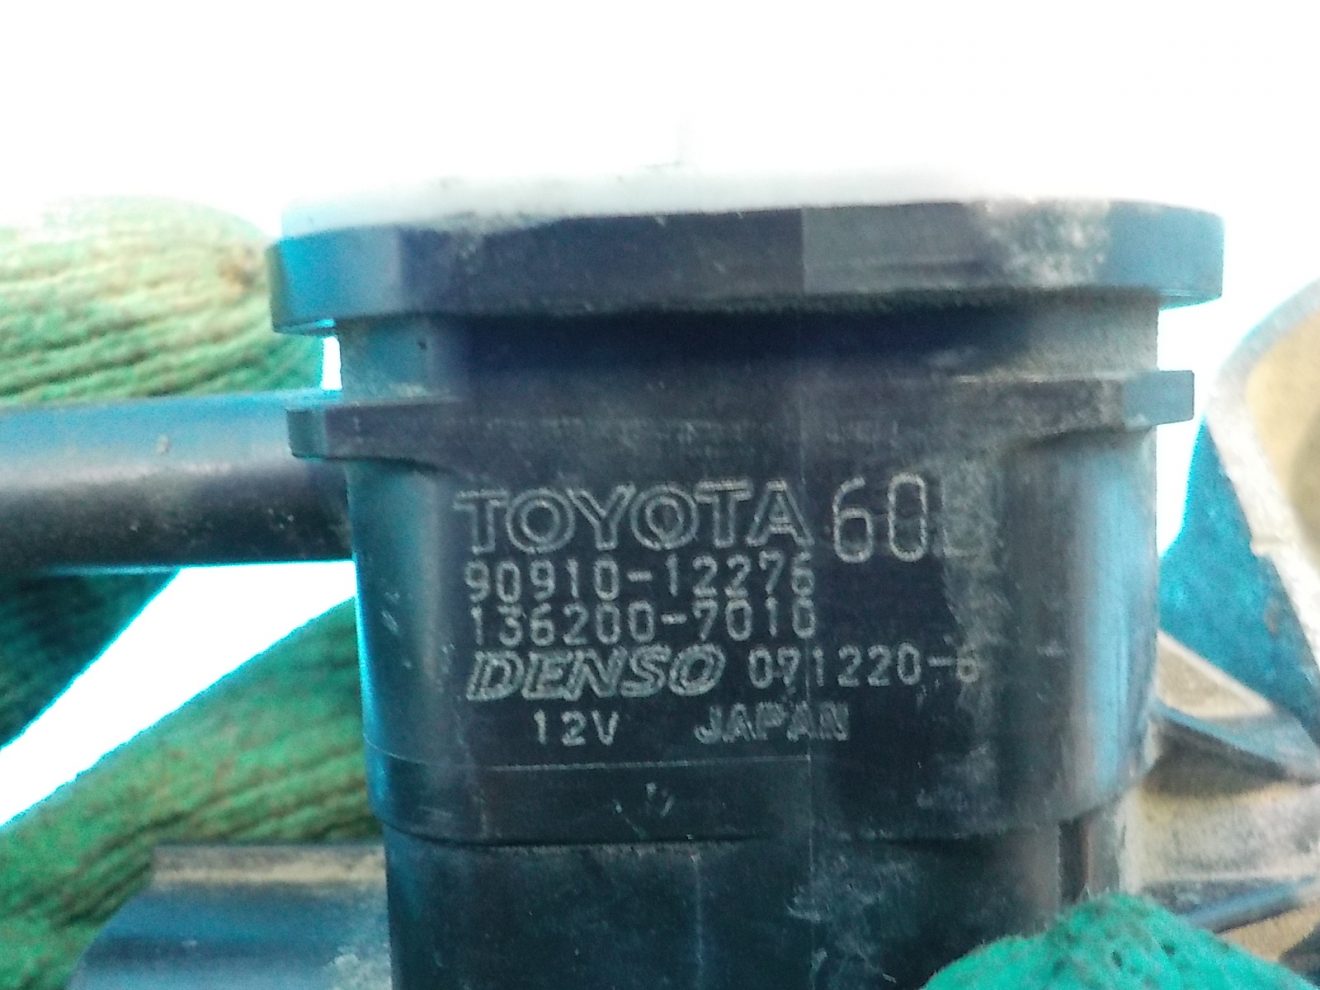 TOYOTA 60
90910-12276
136200-7010
DENSO 071220-6
12V JAPAN